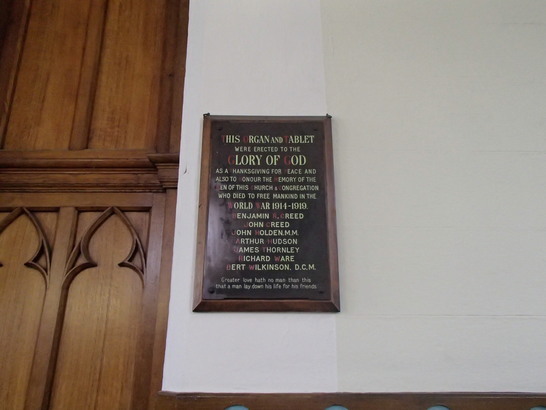 THIS ORGAN AND TABLET
WERE ERECTED TO THE
GLORY OF GOD
AS A THANKSGIVING FOR PEACE AND
ALSO TO HONOUR THE MEMORY OF THE
MEN OF THIS CHURCH & CONGREGATION
WHO DIED TO FREE MANKIND IN THE
WORLD WAR 1914-1919.
BENJAMIN B. CREED
JOHN CREED
JOHN HOLDEN. M.M.
ARTHUR HUDSON
JAMES THORNLEY
RICHARD WARE
BERT WILKINSON. D.C.M.
Greater love hath no man than this
that a man lay down his life for his friends